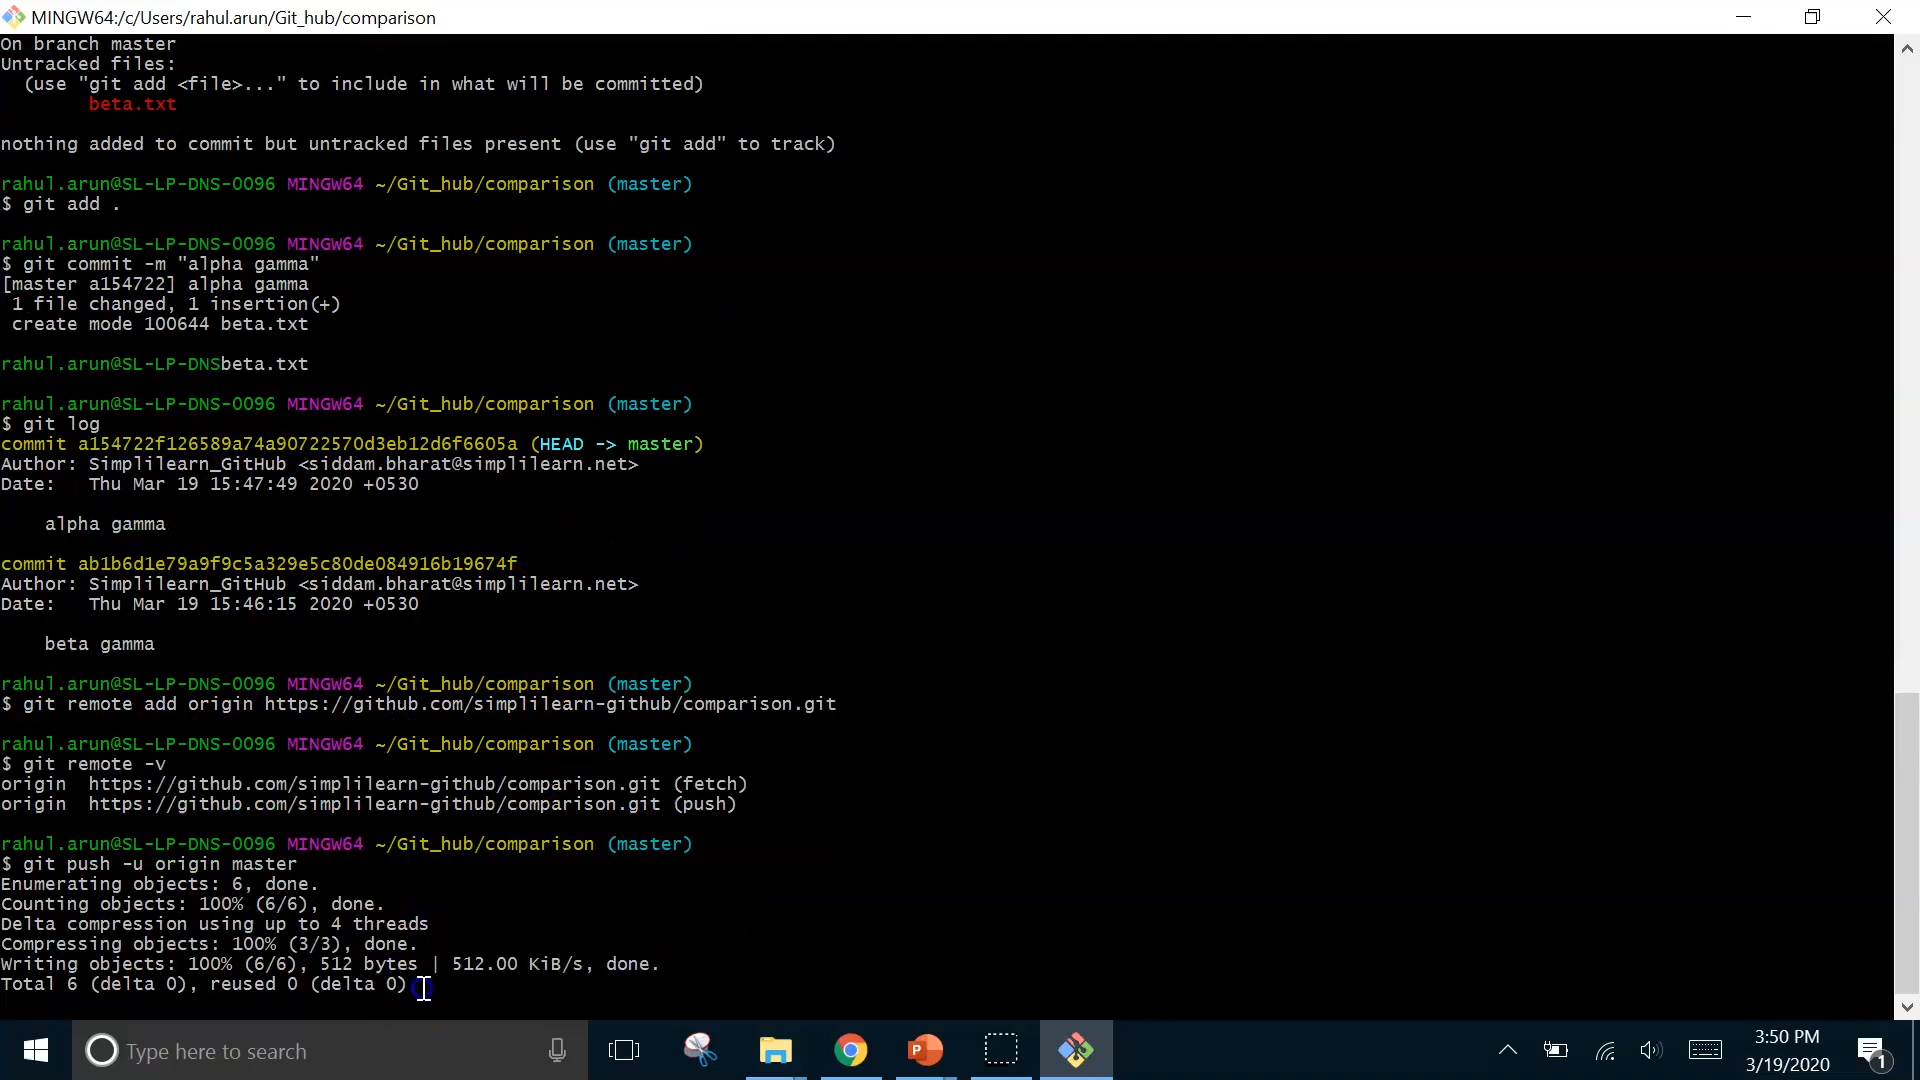 MINGW64:/c/Users/rahul.arun/Git_hub/comparison
On branch master
Untracked files:
  (use "git add <file>..." to include in what will be committed)
        beta.txt
nothing added to commit but untracked files present (use "git add" to track)
rahul.arun@SL-LP-DNS-0096 MINGW64 ~/Git_hub/comparison (master)
$ git add .
rahul.arun@SL-LP-DNS-0096 MINGW64 ~/Git_hub/comparison (master)
$ git commit -m "alpha gamma"
[master a154722] alpha gamma
 1 file changed, 1 insertion(+)
 create mode 100644 beta.txt
rahul.arun@SL-LP-DNSbeta.txt
rahul.arun@SL-LP-DNS-0096 MINGW64 ~/Git_hub/comparison (master)
$ git log
commit a154722f126589a74a90722570d3eb12d6f6605a (HEAD -> master)
Author: Simplilearn_GitHub <siddam.bharat@simplilearn.net>
Date:   Thu Mar 19 15:47:49 2020 +0530
    alpha gamma
commit ab1b6d1e79a9f9c5a329e5c80de084916b19674f
Author: Simplilearn_GitHub <siddam.bharat@simplilearn.net>
Date:   Thu Mar 19 15:46:15 2020 +0530
    beta gamma
rahul.arun@SL-LP-DNS-0096 MINGW64 ~/Git_hub/comparison (master)
$ git remote add origin https://github.com/simplilearn-github/comparison.git
rahul.arun@SL-LP-DNS-0096 MINGW64 ~/Git_hub/comparison (master)
$ git remote -v
origin  https://github.com/simplilearn-github/comparison.git (fetch)
origin  https://github.com/simplilearn-github/comparison.git (push)
rahul.arun@SL-LP-DNS-0096 MINGW64 ~/Git_hub/comparison (master)
$ git push -u origin master
Enumerating objects: 6, done.
Counting objects: 100% (6/6), done.
Delta compression using up to 4 threads
Compressing objects: 100% (3/3), done.
Writing objects: 100% (6/6), 512 bytes | 512.00 KiB/s, done.
Total 6 (delta 0), reused 0 (delta 0)
Type here to search
P
3:50 PM
3/19/2020
1